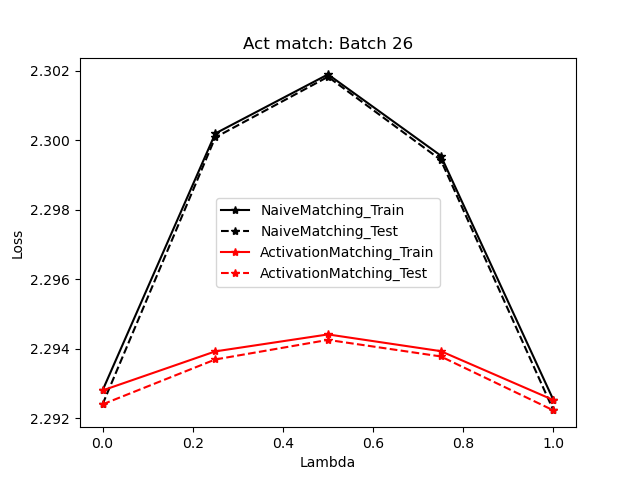 Act match: Batch 26
2.302
2.300
2.298
2.296
2.294
2.292
Loss
NaiveMatching_Train
NaiveMatching_Test
ActivationMatching_Train
ActivationMatching_Test
0.0 0.2 0.4 0.6 0.8 1.0
Lambda